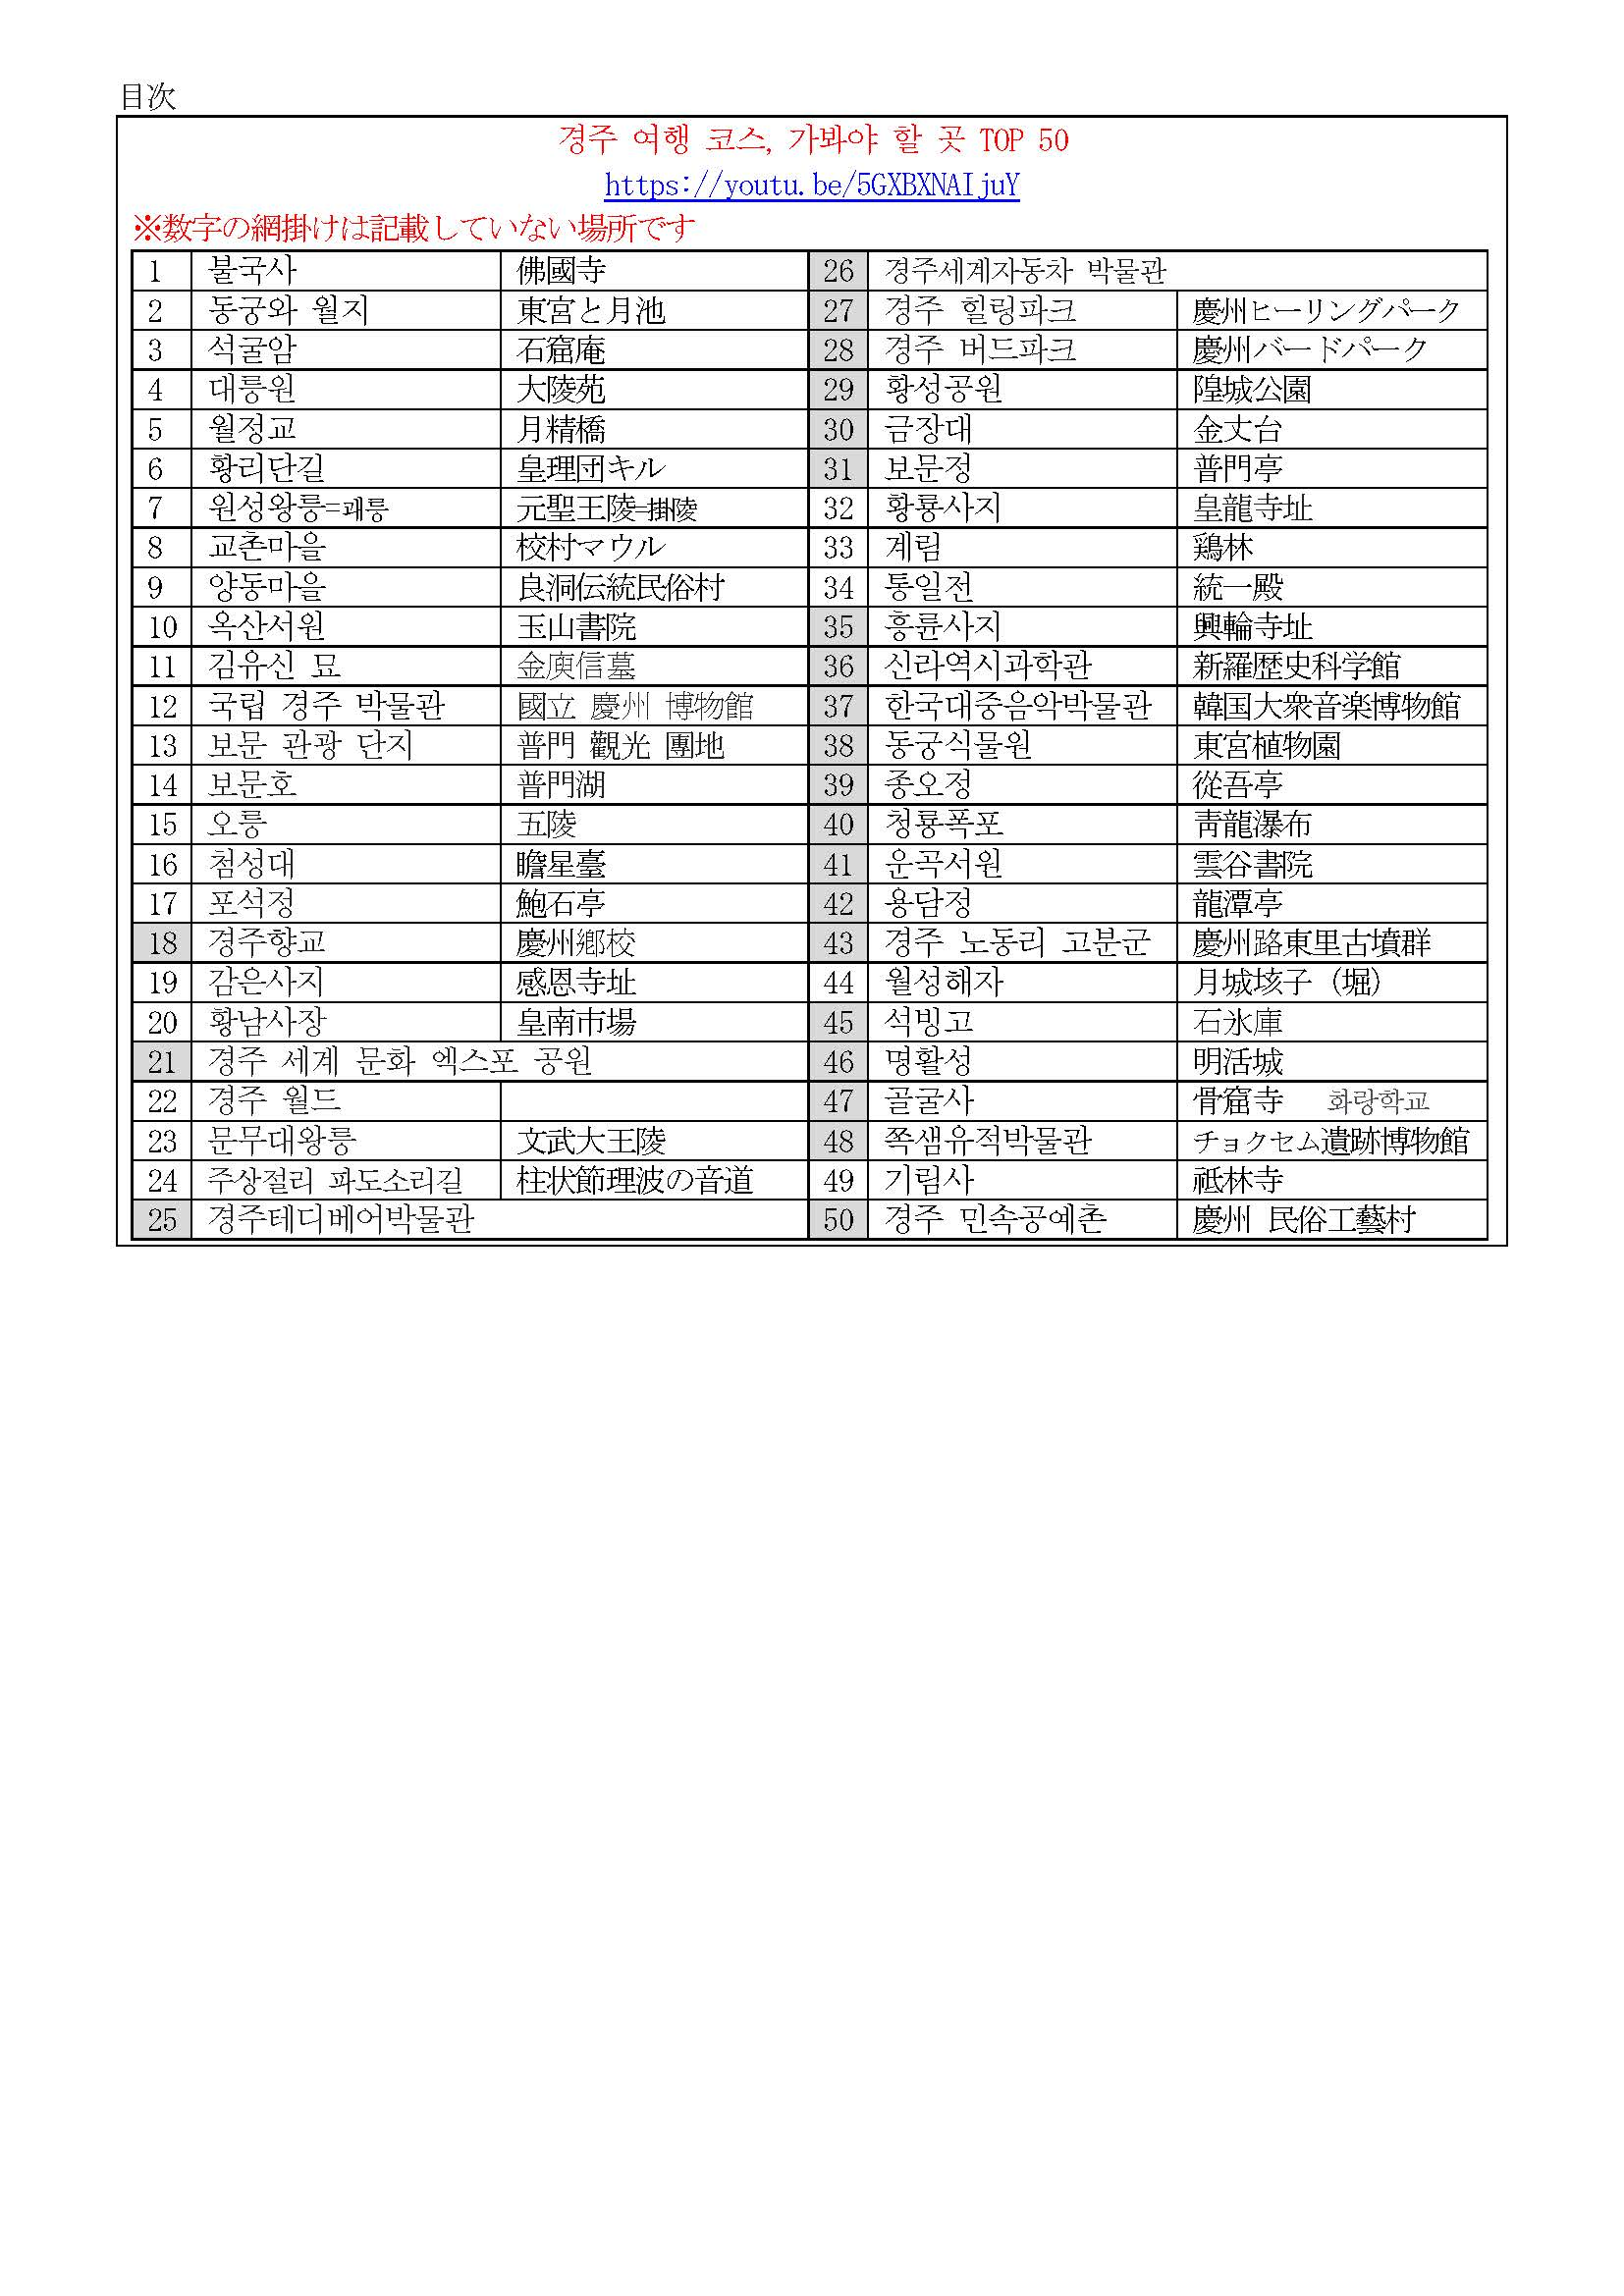 目次
경주 여행 코스, 가봐야 할 곳 TOP 50
https://youtu.be/5GXBXNAIjuY
※数字の網掛けは記載していない場所です
1 불국사 佛國寺 26 경주세계자동차 박물관
2 동궁와 월지 東宮と月池 27 경주 힐링파크 慶州ヒーリングパーク
3 석굴암 石窟庵 28 경주 버드파크 慶州バードパーク
4 대릉원 大陵苑 29 황성공원 隍城公園
5 월정교 月精橋 30 금장대 金丈台
6 황리단길 皇理団キル 31 보문정 普門亭
7 원성왕릉=괘릉 元聖王陵=掛陵 32 황룡사지 皇龍寺址
8 교촌마을 校村マウル 33 계림 鶏林
9 양동마을 良洞伝統民俗村 34 통일전 統一殿
10 옥산서원 玉山書院 35 흥륜사지 興輪寺址
11 김유신 묘 金庾信墓 36 신라역사과학관 新羅歴史科学館
12 국립 경주 박물관 國立 慶州 博物館 37 한국대중음악박물관 韓国大衆音楽博物館
13 보문 관광 단지 普門 觀光 團地 38 동궁식물원 東宮植物園
14 보문호 普門湖 39 종오정 從吾亭
15 오릉 五陵 40 청룡폭포 靑龍瀑布
16 첨성대 瞻星臺 41 운곡서원 雲谷書院
17 포석정 鮑石亭 42 용담정 龍潭亭
18 경주향교 慶州鄕校 43 경주 노동리 고분군 慶州路東里古墳群
19 감은사지 感恩寺址 44 월성해자 月城垓子（堀）
20 황남사장 皇南市場 45 석빙고 石氷庫
21 경주 세계 문화 엑스포 공원 46 명활성 明活城
22 경주 월드 47 골굴사 骨窟寺 화랑학교
23 문무대왕릉 文武大王陵 48 쪽샘유적박물관 チョクセム遺跡博物館
24 주상절리 파도소리길 柱状節理波の音道 49 기림사 祗林寺
25 경주테디베어박물관 50 경주 민속공예촌 慶州 民俗工藝村